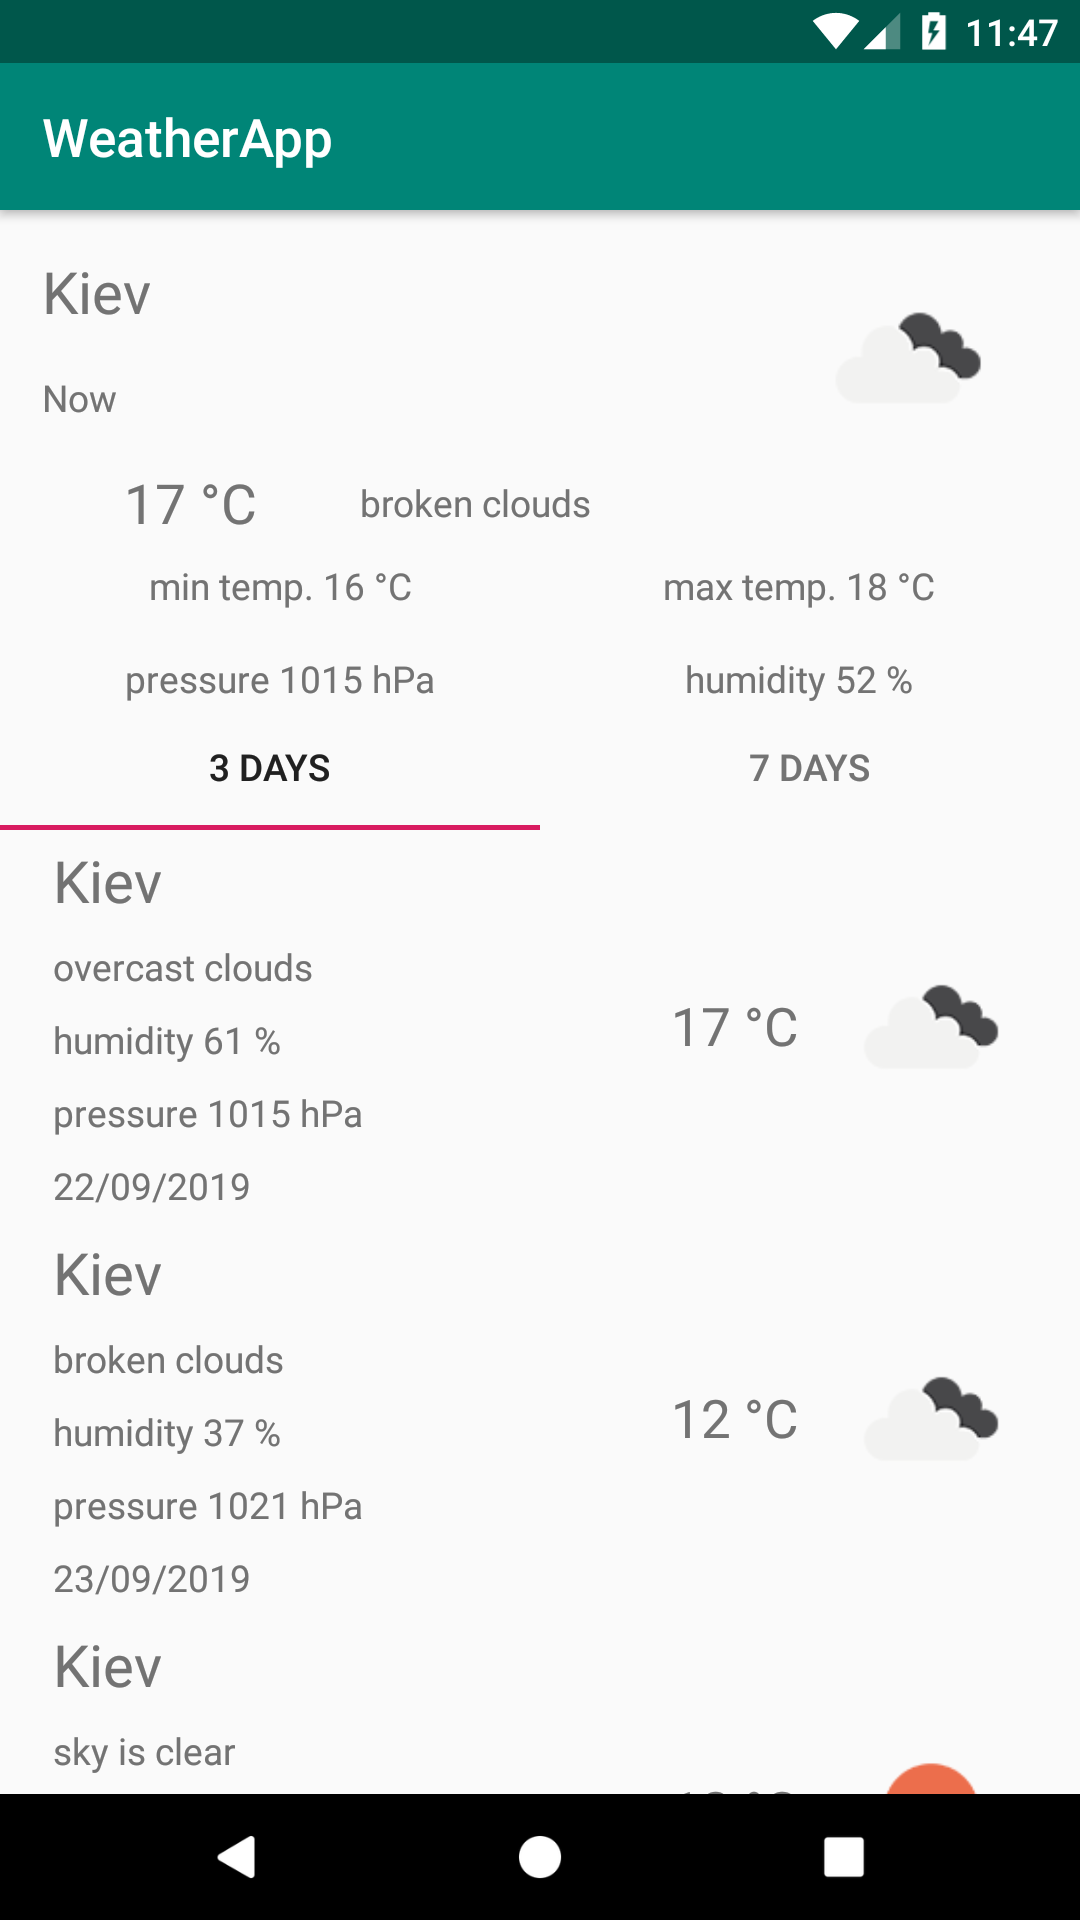 11:47
WeatherApp
Kiev
Now
17 °C broken clouds
min temp. 16 °C max temp. 18 °C
pressure 1015 hPa humidity 52 %
3 DAYS 7 DAYS
Kiev
overcast clouds
humidity 61 %
17 °C
pressure 1015 hPa
22/09/2019
Kiev
broken clouds
humidity 37 %
12 °C
pressure 1021 hPa
23/09/2019
Kiev
sky is clear